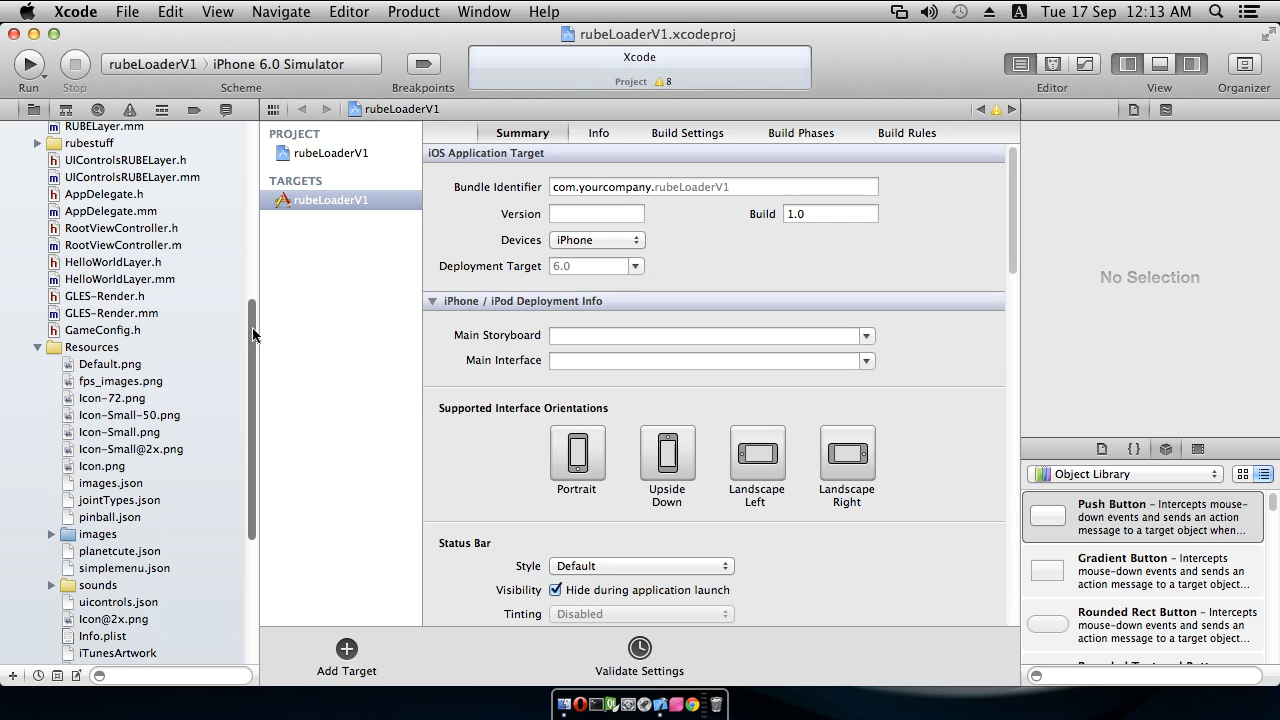 Xcode File Edit View Navigate Editor Product Window Help A Tue 17 Sep 12:13 AM
rubeLoaderV1.xcodeproj
rubeLoaderV1 iPhone 6.0 Simulator
Xcode
Project 8
Run Stop Scheme Breakpoints Editor View Organizer
rubeLoaderV1
RUBELayer.mm
rubestuff
UIControlsRUBELayer.h
UIControlsRUBELayer.mm
AppDelegate.h
AppDelegate.mm
RootViewController.h
RootViewController.m
HelloWorldLayer.h
HelloWorldLayer.mm
GLES-Render.h
GLES-Render.mm
GameConfig.h
Resources
Default.png
fps_images.png
Icon-72.png
Icon-Small-50.png
Icon-Small.png
Icon-Small@2x.png
Icon.png
images.json
jointTypes.json
pinball.json
images
planetcute.json
simplemenu.json
sounds
uicontrols.json
Icon@2x.png
Info.plist
iTunesArtwork
PROJECT
rubeLoaderV1
TARGETS
rubeLoaderV1
Summary Info Build Settings Build Phases Build Rules
iOS Application Target
Bundle Identifier com.yourcompany.rubeLoaderV1
Version Build 1.0
Devices iPhone
Deployment Target 6.0
iPhone / iPod Deployment Info
Main Storyboard
Main Interface
Supported Interface Orientations
Portrait
Upside
Down
Landscape
Left
Landscape
Right
Status Bar
Style Default
Visibility Hide during application launch
Tinting Disabled
Add Target Validate Settings
No Selection
{}
Object Library
Push Button - Intercepts mouse-
down events and sends an action
message to a target object when...
Gradient Button - Intercepts
mouse-down events and sends an
action message to a target object...
Rounded Rect Button - Intercepts
mouse-down events and sends an
action message to a target object...